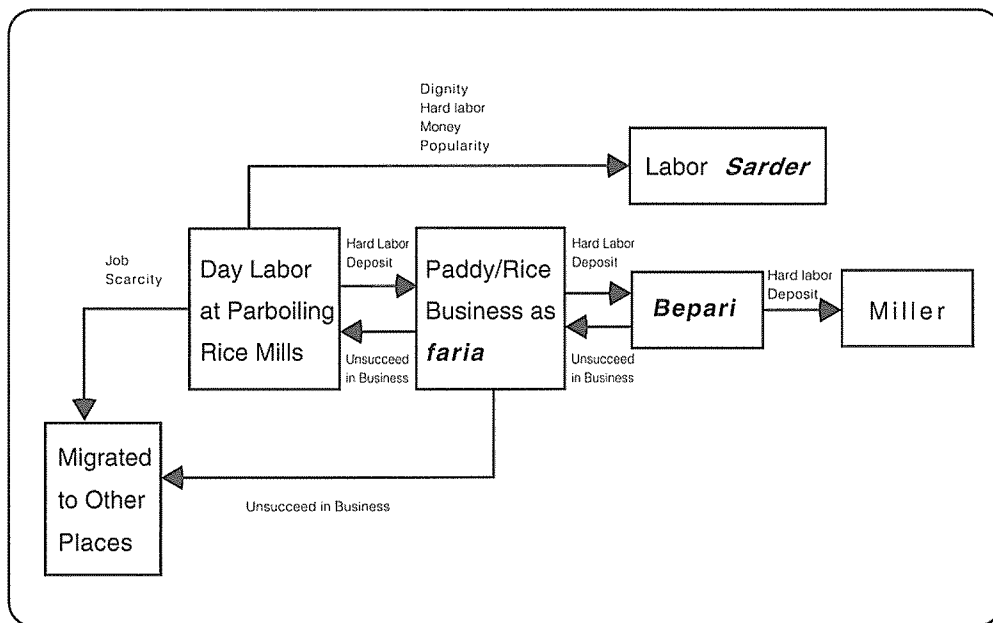 Dignity
Hard labor
Money
Popularity
Labor Sarder
Job
Scarcity
Day Labor
at Parboiling
Rice Mills
Hard Labor
Deposit
Unsucceed
in Business
Paddy/Rice
Business as
faria
Hard Labor
Deposit
Unsucceed
in Business
Bepari
Hard labor
Deposit
Miller
Migrated
to Other
Places
Unsucceed in Business